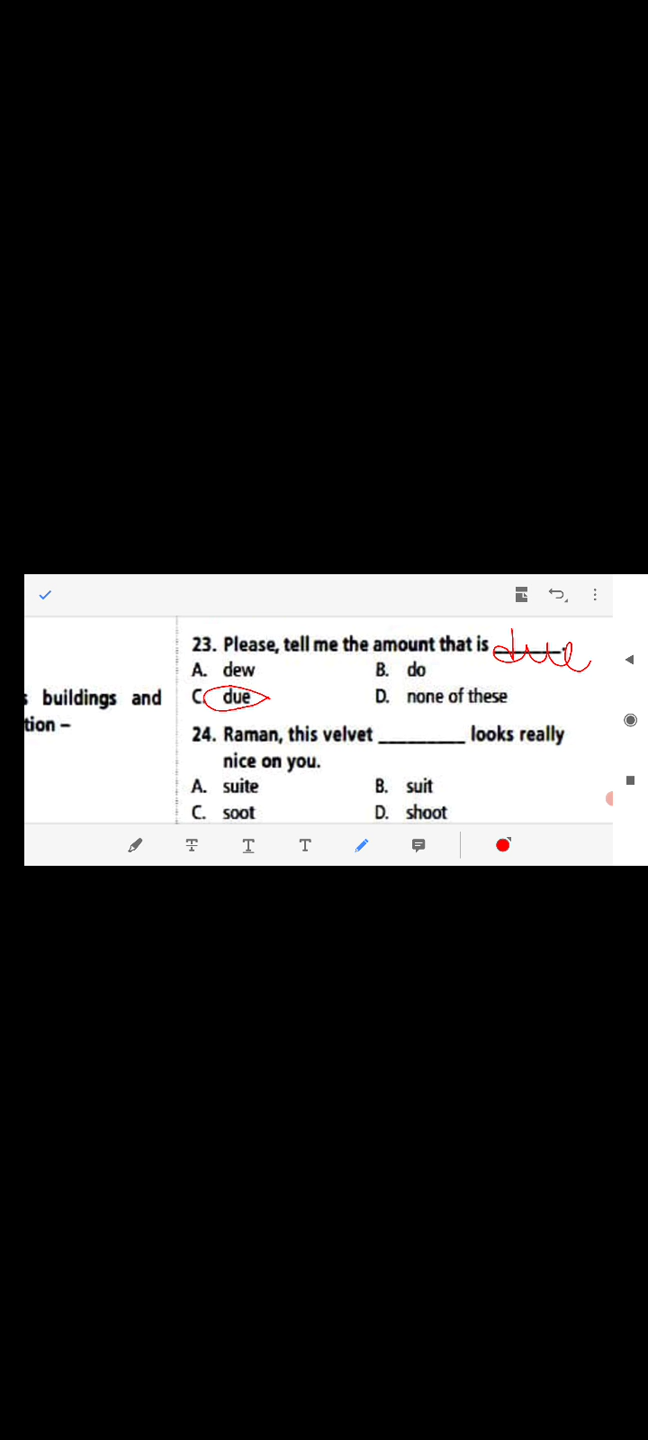 23. Please, tell me the amount that is due.
A. dew B. do
C. due D. none of these
buildings and
tion –
24. Raman, this velvet _________ looks really
nice on you.
A. suite B. suit
C. soot D. shoot